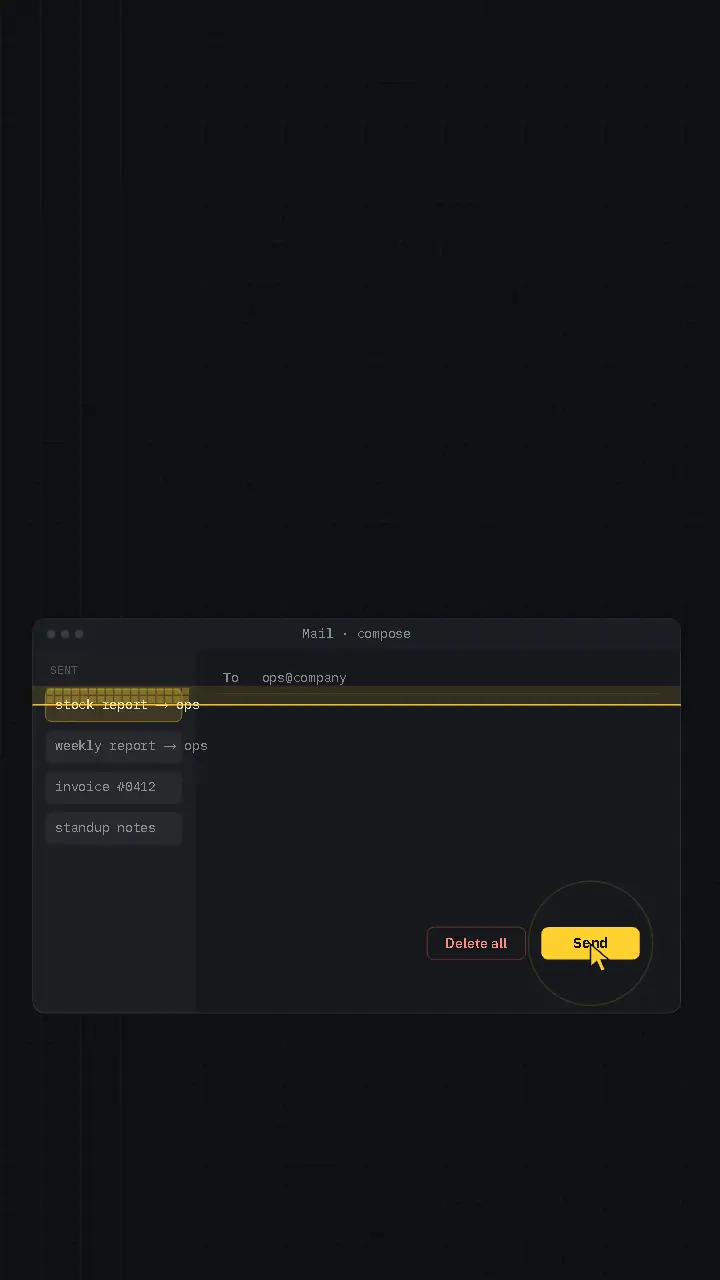 Mail · compose
SENT
To ops@company
stock report → ops
weekly report → ops
invoice #0412
standup notes
Delete all
Send